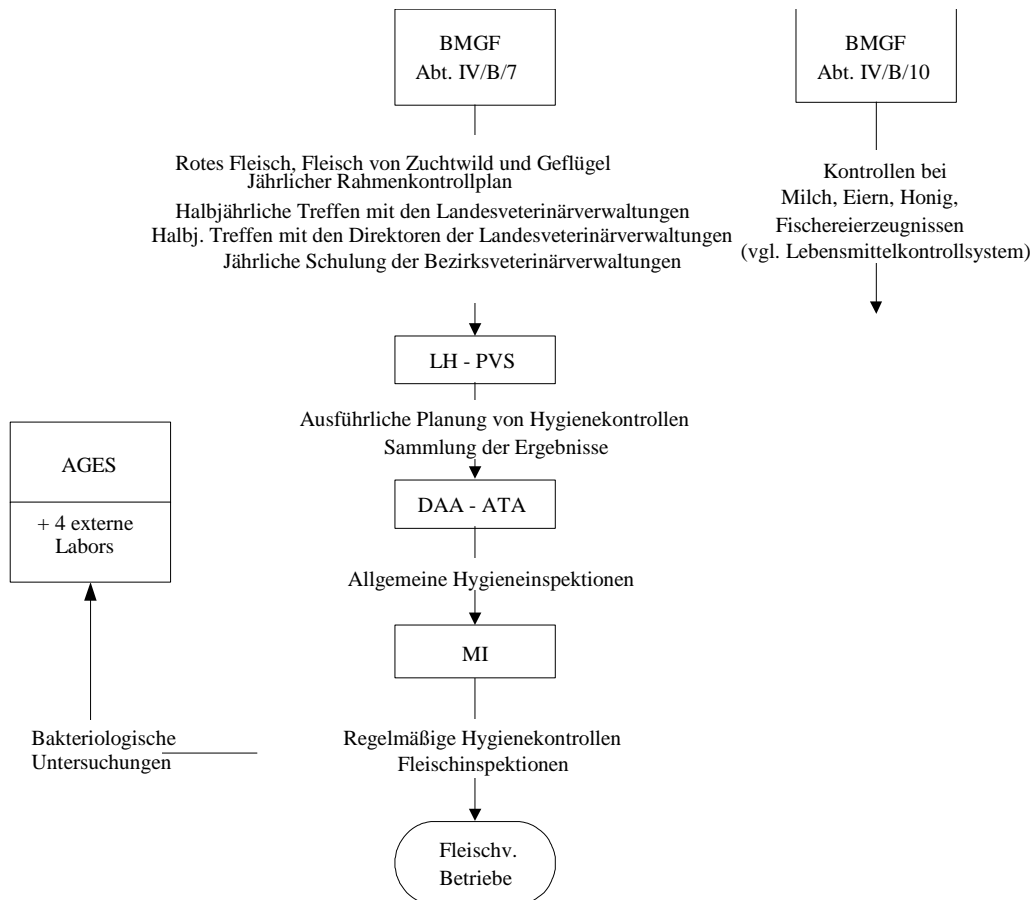 BMGF
Abt. IV/B/7
BMGF
Abt. IV/B/10
Rotes Fleisch, Fleisch von Zuchtwild und Geflügel
Jährlicher Rahmenkontrollplan
Halbjährliche Treffen mit den Landesveterinärverwaltungen
Halbj. Treffen mit den Direktoren der Landesveterinärverwaltungen
Jährliche Schulung der Bezirksveterinärverwaltungen
Kontrollen bei
Milch, Eiern, Honig,
Fischereierzeugnissen
(vgl. Lebensmittelkontrollsystem)
LH - PVS
Ausführliche Planung von Hygienekontrollen
Sammlung der Ergebnisse
AGES
+ 4 externe
Labors
DAA - ATA
Allgemeine Hygieneinspektionen
MI
Bakteriologische
Untersuchungen
Regelmäßige Hygienekontrollen
Fleischinspektionen
Fleischv.
Betriebe